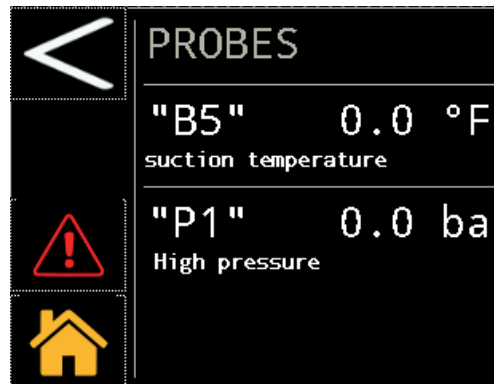 PROBES
"B5" 0.0 °F
suction temperature
"P1" 0.0 ba
High pressure